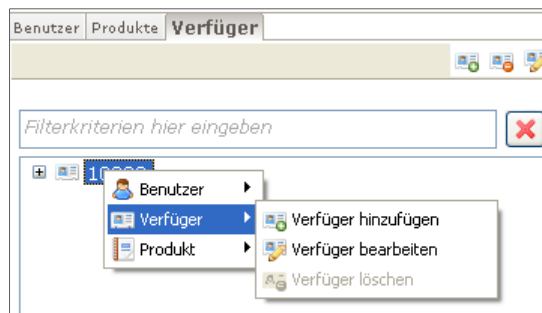 Benutzer Produkte Verfüger
Filterkriterien hier eingeben
Benutzer
Verfüger
Verfüger hinzufügen
Produkt
Verfüger bearbeiten
Verfüger löschen